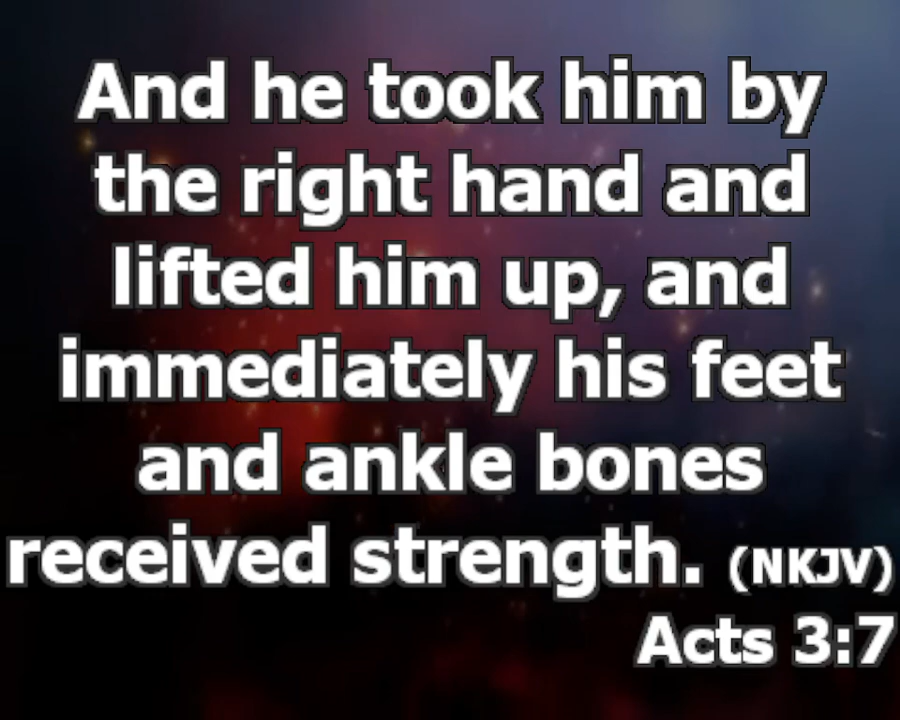 And he took him by
the right hand and
lifted him up, and
immediately his feet
and ankle bones
received strength. (NKJV)
Acts 3:7